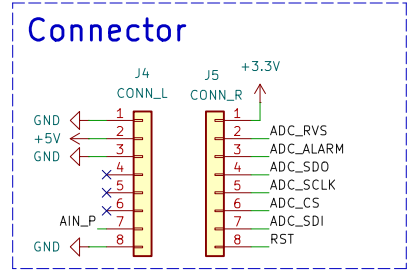 Connector
J4
CONN_L
J5
CONN_R
+3.3V
GND 1
+5V 2
GND 3
4
5
6
AIN_P 7
GND 8
1
2 ADC_RVS
3 ADC_ALARM
4 ADC_SDO
5 ADC_SCLK
6 ADC_CS
7 ADC_SDI
8 RST